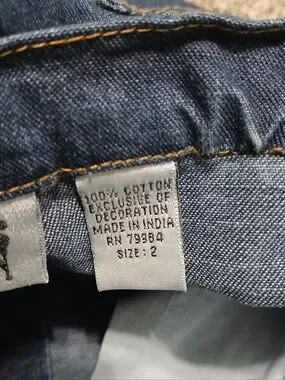 100% COTTON
EXCLUSIVE OF
DECORATION
MADE IN INDIA
RN 79984
SIZE: 2